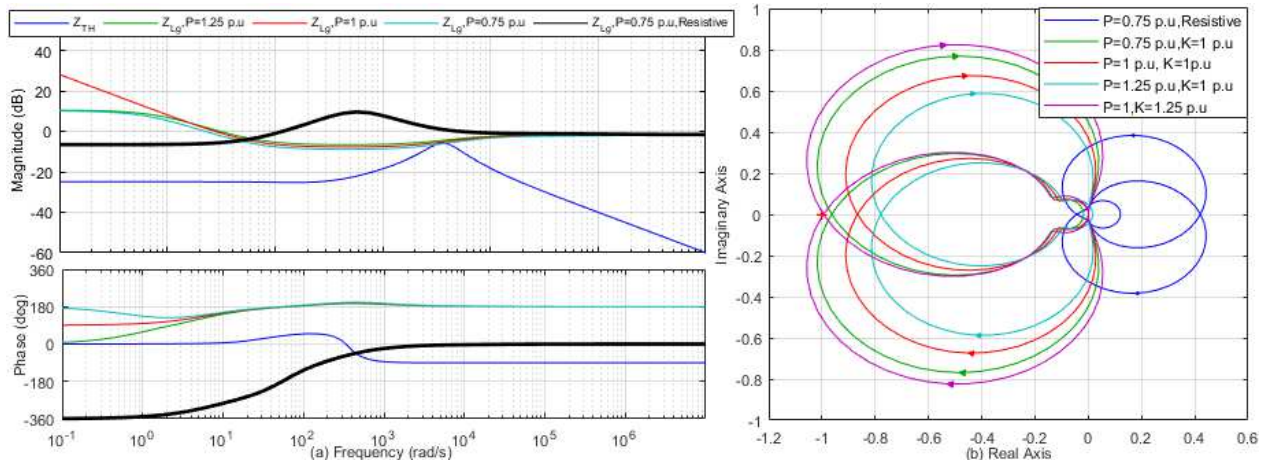 Z_TH Z_Lg,P=1.25 p.u Z_Lg,P=1 p.u Z_Lg,P=0.75 p.u Z_Lg,P=0.75 p.u,Resistive
Magnitude (dB)
40
20
0
-20
-40
-60
Phase (deg)
360
180
0
-180
-360
10^-1 10^0 10^1 10^2 10^3 10^4 10^5 10^6
(a) Frequency (rad/s)
P=0.75 p.u,Resistive
P=0.75 p.u,K=1 p.u
P=1 p.u, K=1p.u
P=1.25 p.u,K=1 p.u
P=1,K=1.25 p.u
Imaginary Axis
1
0.8
0.6
0.4
0.2
0
-0.2
-0.4
-0.6
-0.8
-1
-1.2 -1 -0.8 -0.6 -0.4 -0.2 0 0.2 0.4 0.6
(b) Real Axis